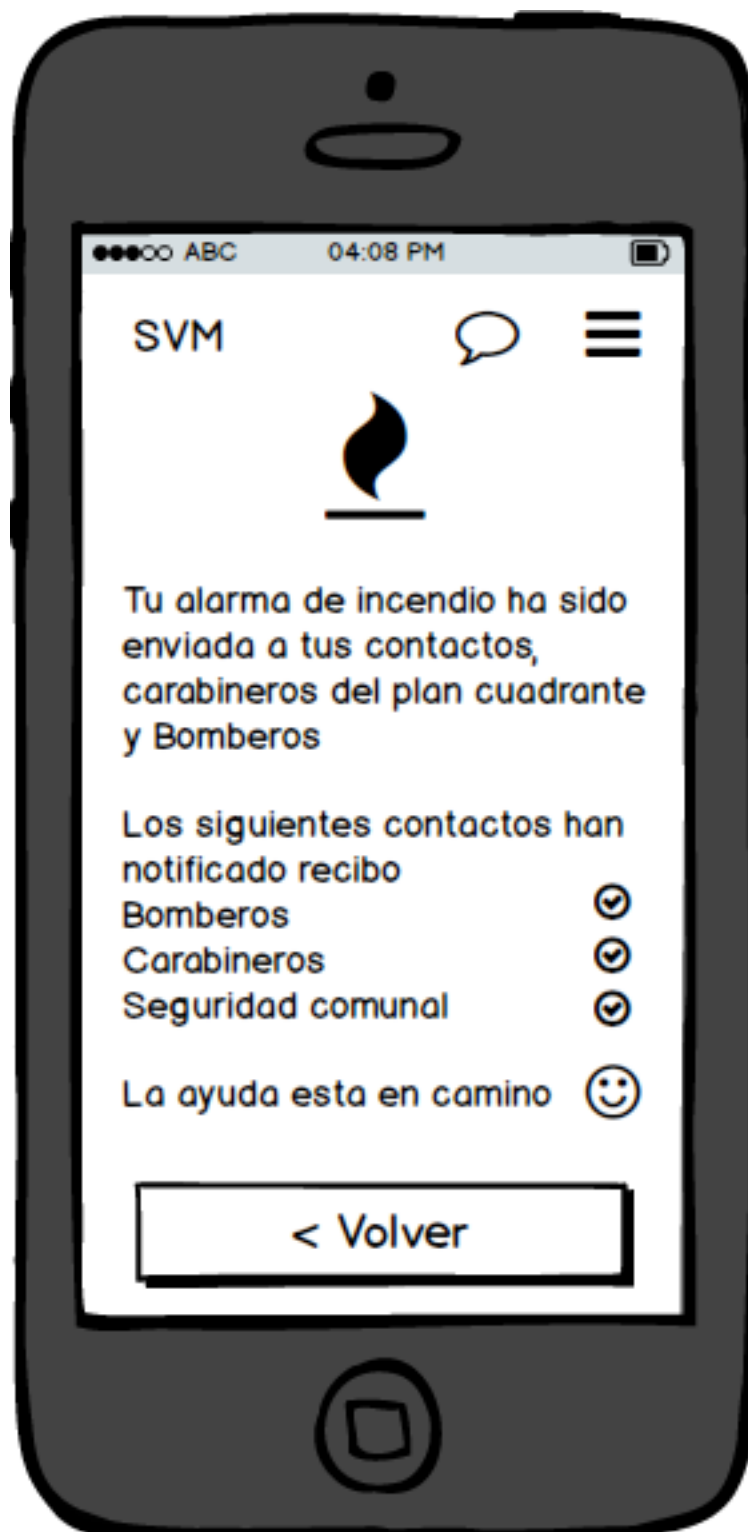 ABC 04:08 PM
SVM
Tu alarma de incendio ha sido
enviada a tus contactos,
carabineros del plan cuadrante
y Bomberos
Los siguientes contactos han
notificado recibo
Bomberos
Carabineros
Seguridad comunal
La ayuda esta en camino
< Volver